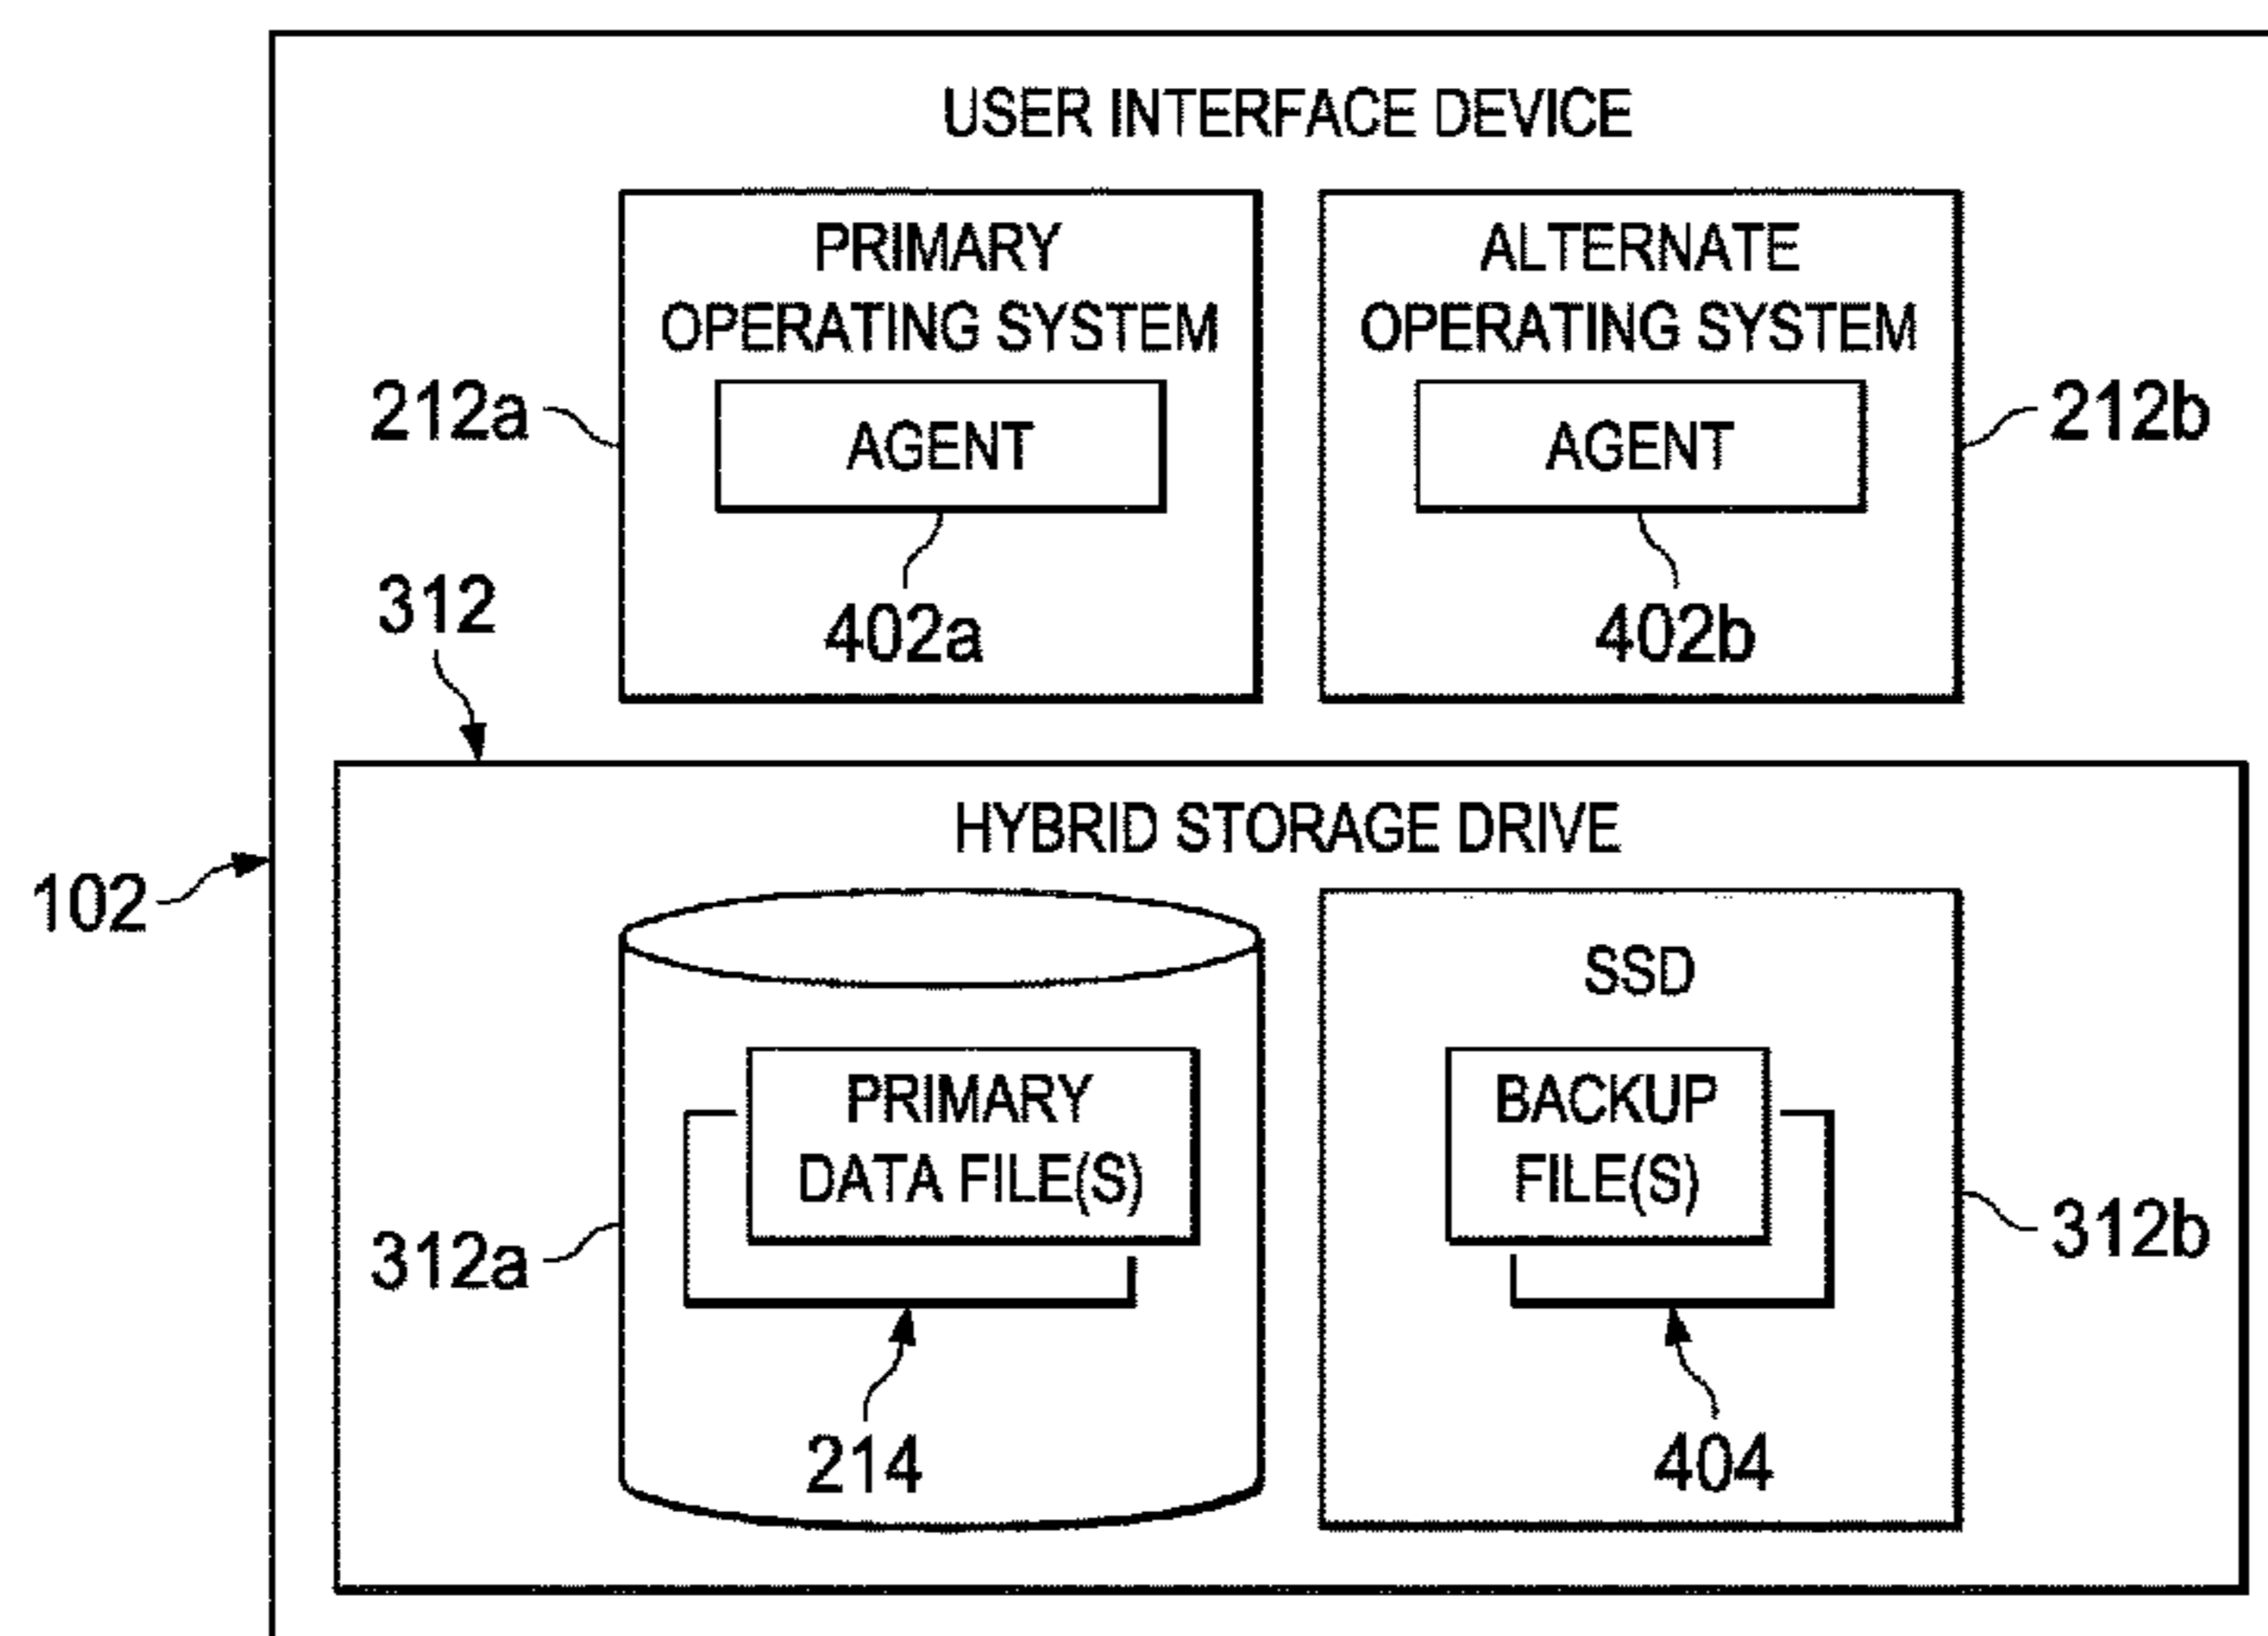 USER INTERFACE DEVICE
PRIMARY
OPERATING SYSTEM
AGENT
ALTERNATE
OPERATING SYSTEM
AGENT
212a
212b
402a
402b
312
102
HYBRID STORAGE DRIVE
PRIMARY
DATA FILE(S)
SSD
BACKUP
FILE(S)
312a
312b
214
404